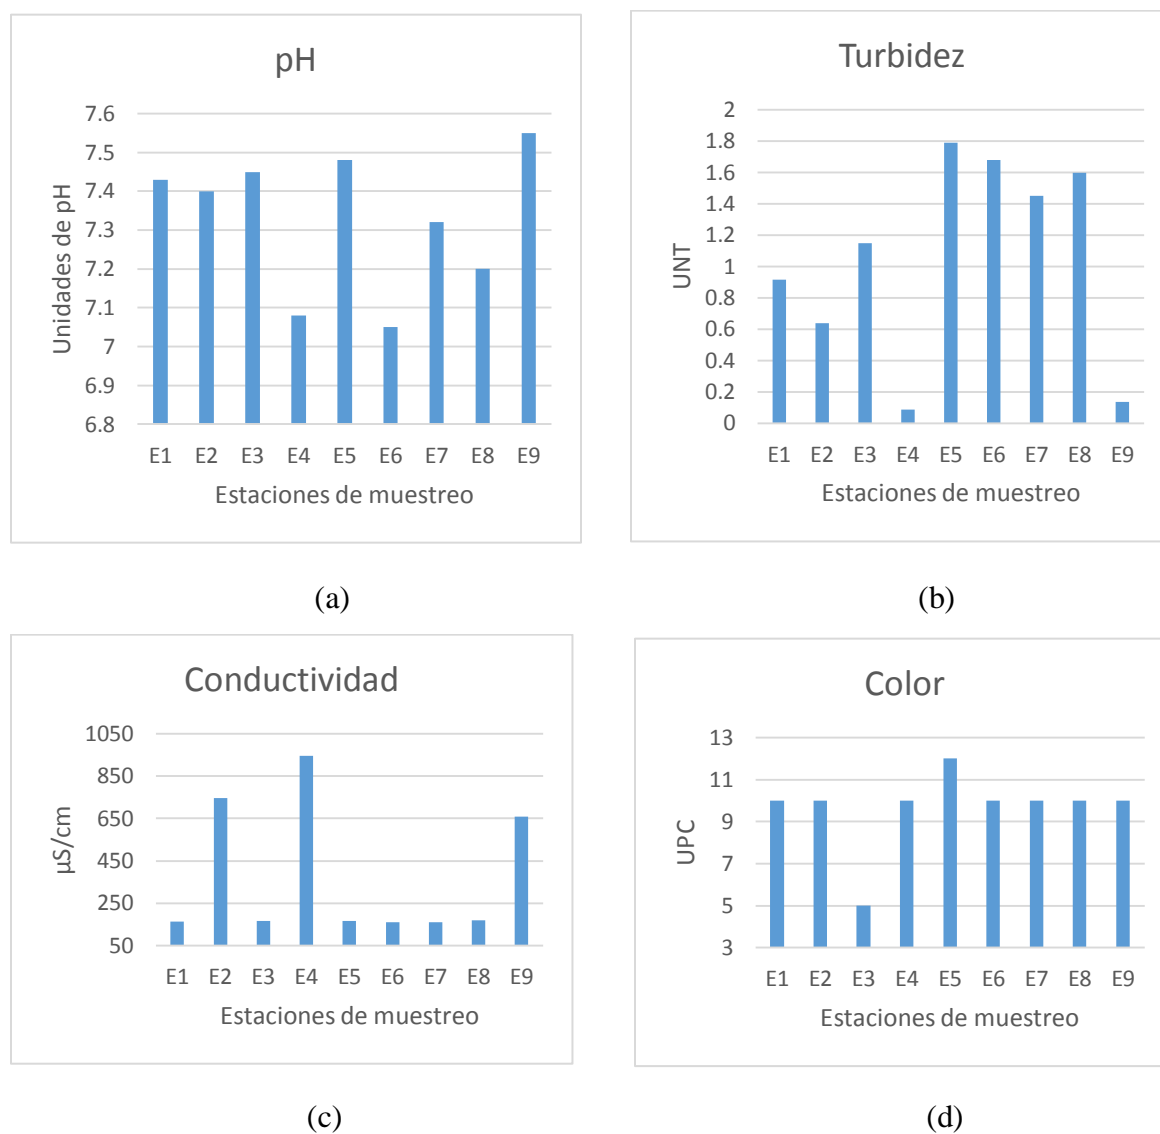 pH
Unidades de pH
7.6
7.5
7.4
7.3
7.2
7.1
7
6.9
6.8
E1 E2 E3 E4 E5 E6 E7 E8 E9
Estaciones de muestreo
(a)
Turbidez
UNT
2
1.8
1.6
1.4
1.2
1
0.8
0.6
0.4
0.2
0
E1 E2 E3 E4 E5 E6 E7 E8 E9
Estaciones de muestreo
(b)
Conductividad
µS/cm
1050
850
650
450
250
50
E1 E2 E3 E4 E5 E6 E7 E8 E9
Estaciones de muestreo
(c)
Color
UPC
13
11
9
7
5
3
E1 E2 E3 E4 E5 E6 E7 E8 E9
Estaciones de muestreo
(d)